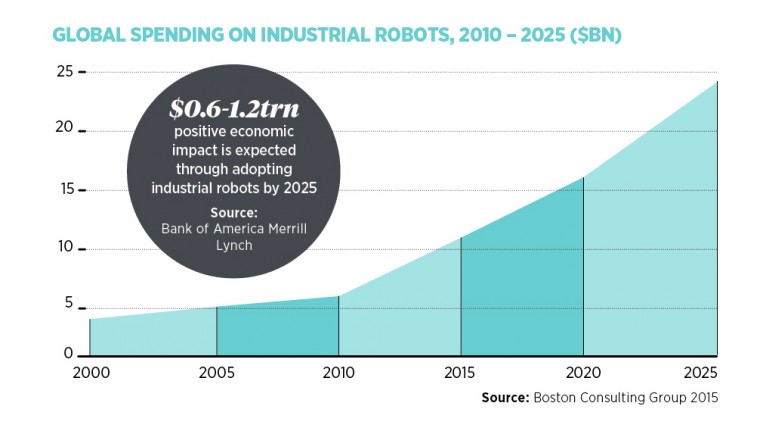 GLOBAL SPENDING ON INDUSTRIAL ROBOTS, 2010 – 2025 ($BN)
25
20
15
10
5
0
$0.6-1.2trn
positive economic
impact is expected
through adopting
industrial robots by 2025
Source:
Bank of America Merrill
Lynch
2000 2005 2010 2015 2020 2025
Source: Boston Consulting Group 2015